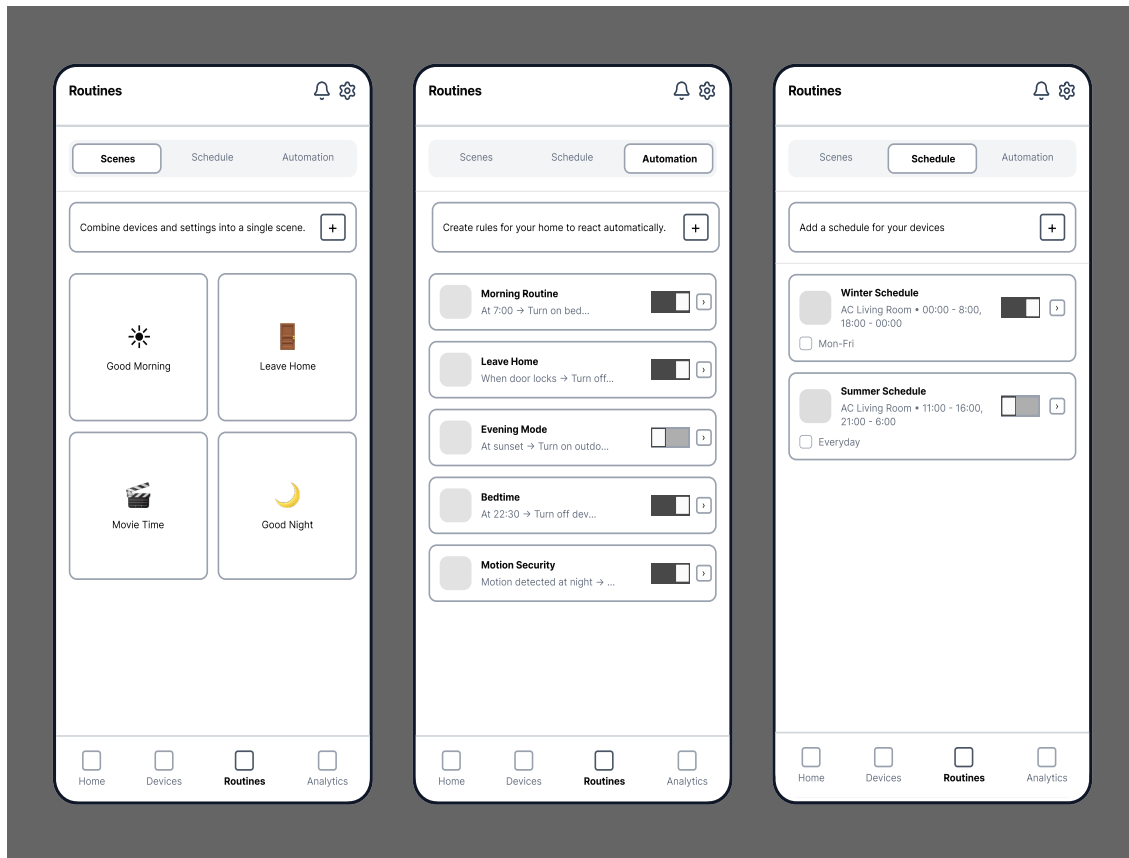 Routines
Scenes
Schedule
Automation
Combine devices and settings into a single scene.
+
Good Morning
Leave Home
Movie Time
Good Night
Home
Devices
Routines
Analytics
Routines
Scenes
Schedule
Automation
Create rules for your home to react automatically.
+
Morning Routine
At 7:00 → Turn on bed...
›
Leave Home
When door locks → Turn off...
›
Evening Mode
At sunset → Turn on outdo...
›
Bedtime
At 22:30 → Turn off dev...
›
Motion Security
Motion detected at night → ...
›
Home
Devices
Routines
Analytics
Routines
Scenes
Schedule
Automation
Add a schedule for your devices
+
Winter Schedule
AC Living Room • 00:00 - 8:00,
18:00 - 00:00
›
Mon-Fri
Summer Schedule
AC Living Room • 11:00 - 16:00,
21:00 - 6:00
›
Everyday
Home
Devices
Routines
Analytics